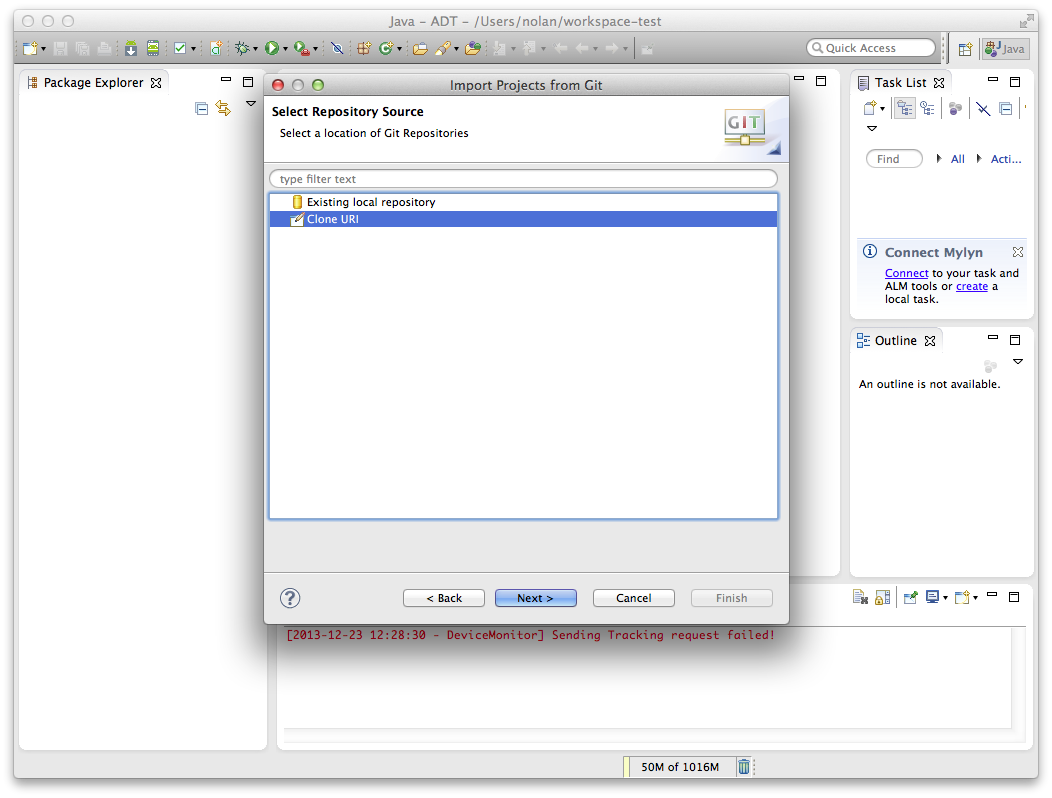 Java – ADT – /Users/nolan/workspace-test
Quick Access
Java
Package Explorer
Import Projects from Git
Select Repository Source
Select a location of Git Repositories
GIT
type filter text
Existing local repository
Clone URI
?
< Back
Next >
Cancel
Finish
Task List
Find
All
Acti...
Connect Mylyn
Connect to your task and
ALM tools or create a
local task.
Outline
An outline is not available.
[2013-12-23 12:28:30 - DeviceMonitor] Sending Tracking request failed!
50M of 1016M